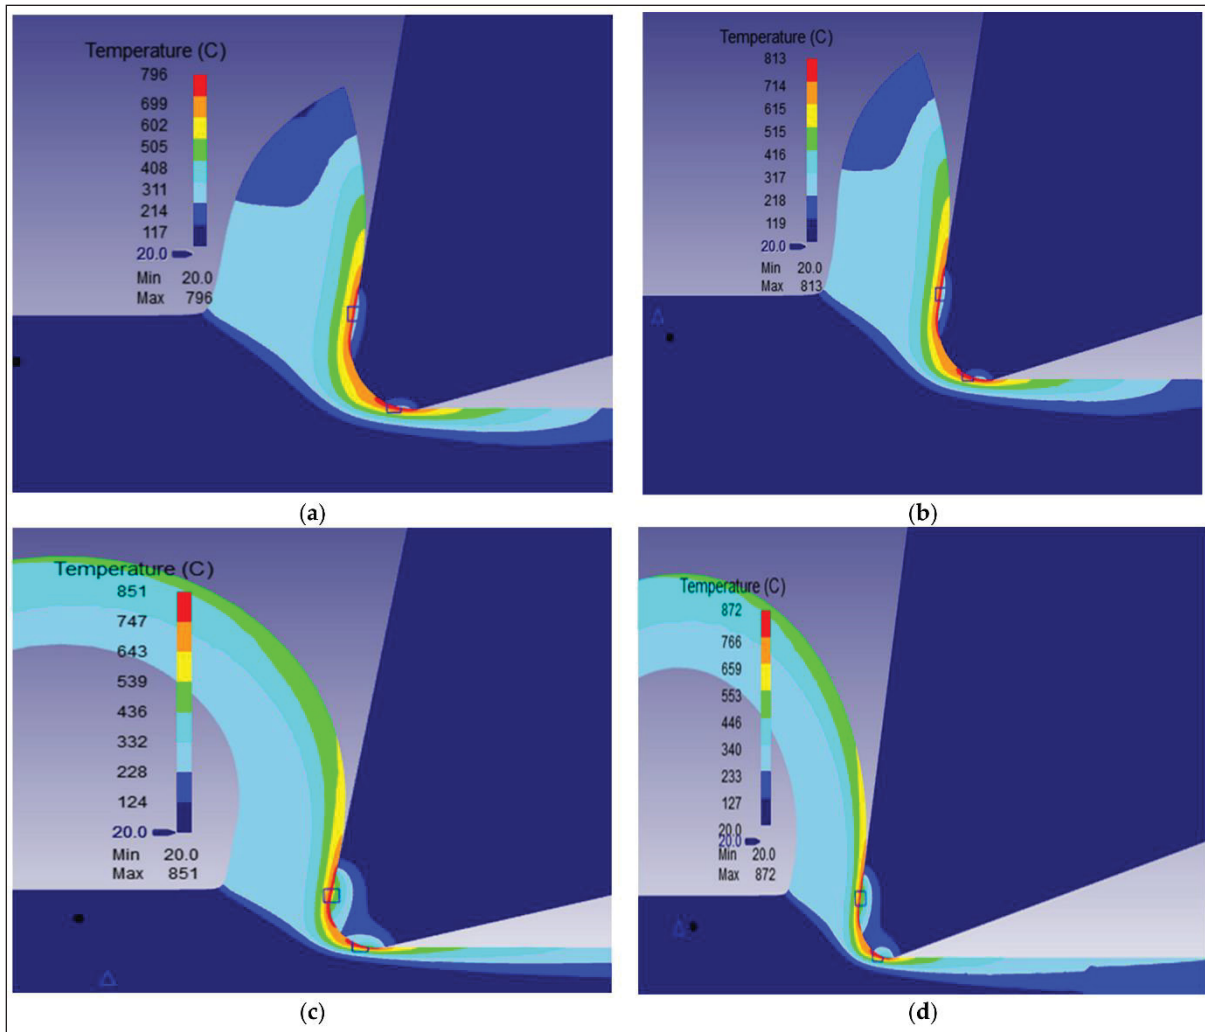 Temperature (C)
796
699
602
505
408
311
214
117
20.0
Min 20.0
Max 796
(a)
Temperature (C)
813
714
615
515
416
317
218
119
20.0
Min 20.0
Max 813
(b)
Temperature (C)
851
747
643
539
436
332
228
124
20.0
Min 20.0
Max 851
(c)
Temperature (C)
872
766
659
553
446
340
233
127
20.0
20.0
Min 20.0
Max 872
(d)